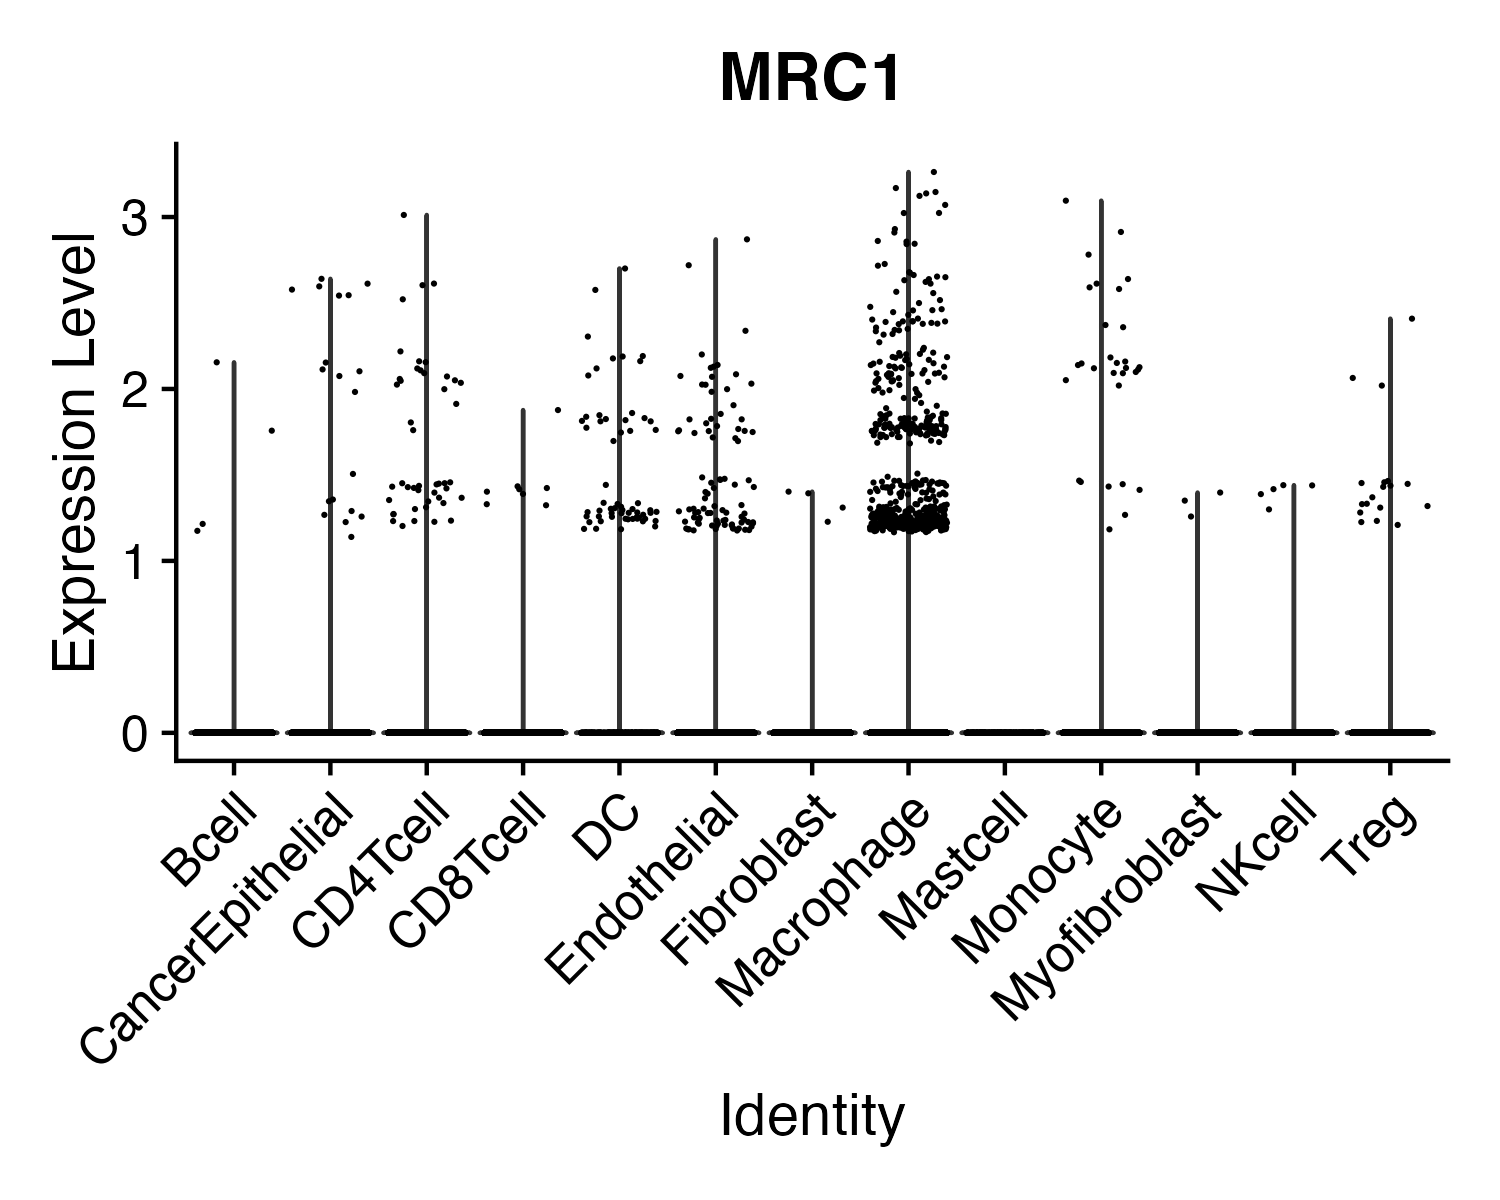 MRC1
Expression Level
3
2
1
0
Bcell
CancerEpithelial
CD4Tcell
CD8Tcell
DC
Endothelial
Fibroblast
Macrophage
Mastcell
Monocyte
Myofibroblast
NKcell
Treg
Identity